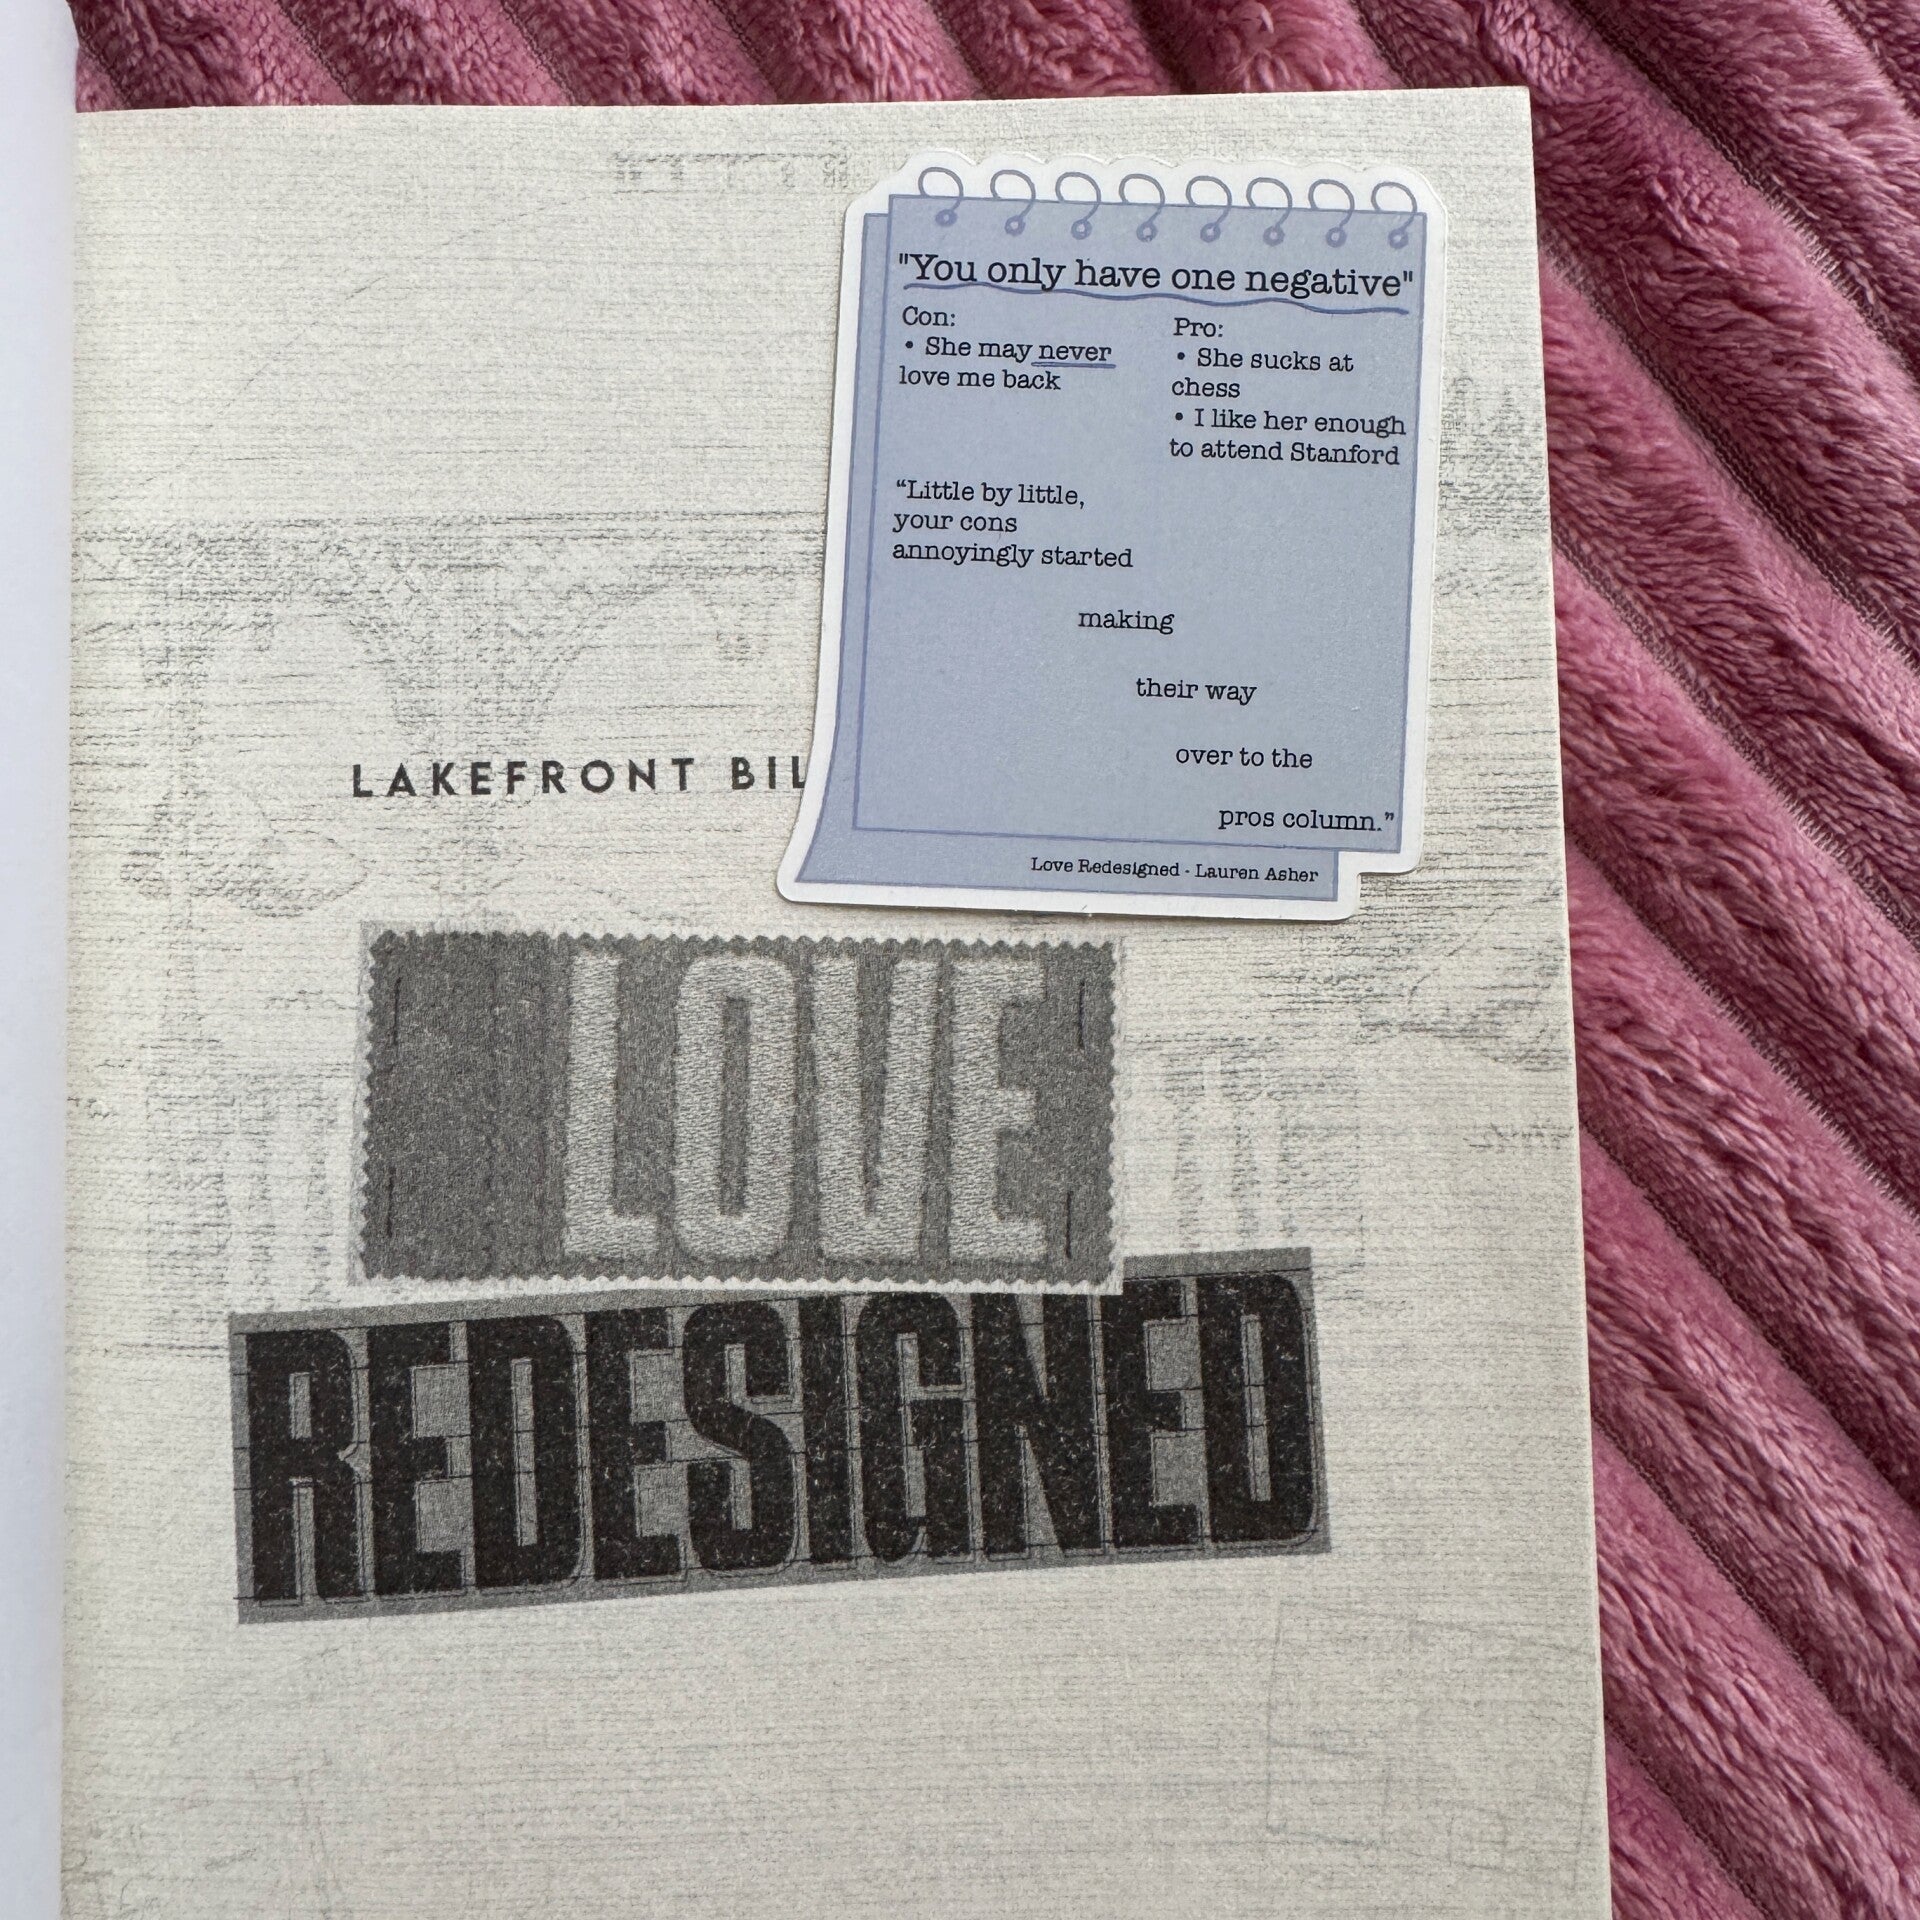 "You only have one negative"
Con:
• She may never
love me back
Pro:
• She sucks at
chess
• I like her enough
to attend Stanford
“Little by little,
your cons
annoyingly started
making
their way
over to the
pros column.”
Love Redesigned - Lauren Asher
LAKEFRONT BIL
LOVE
REDESIGNED